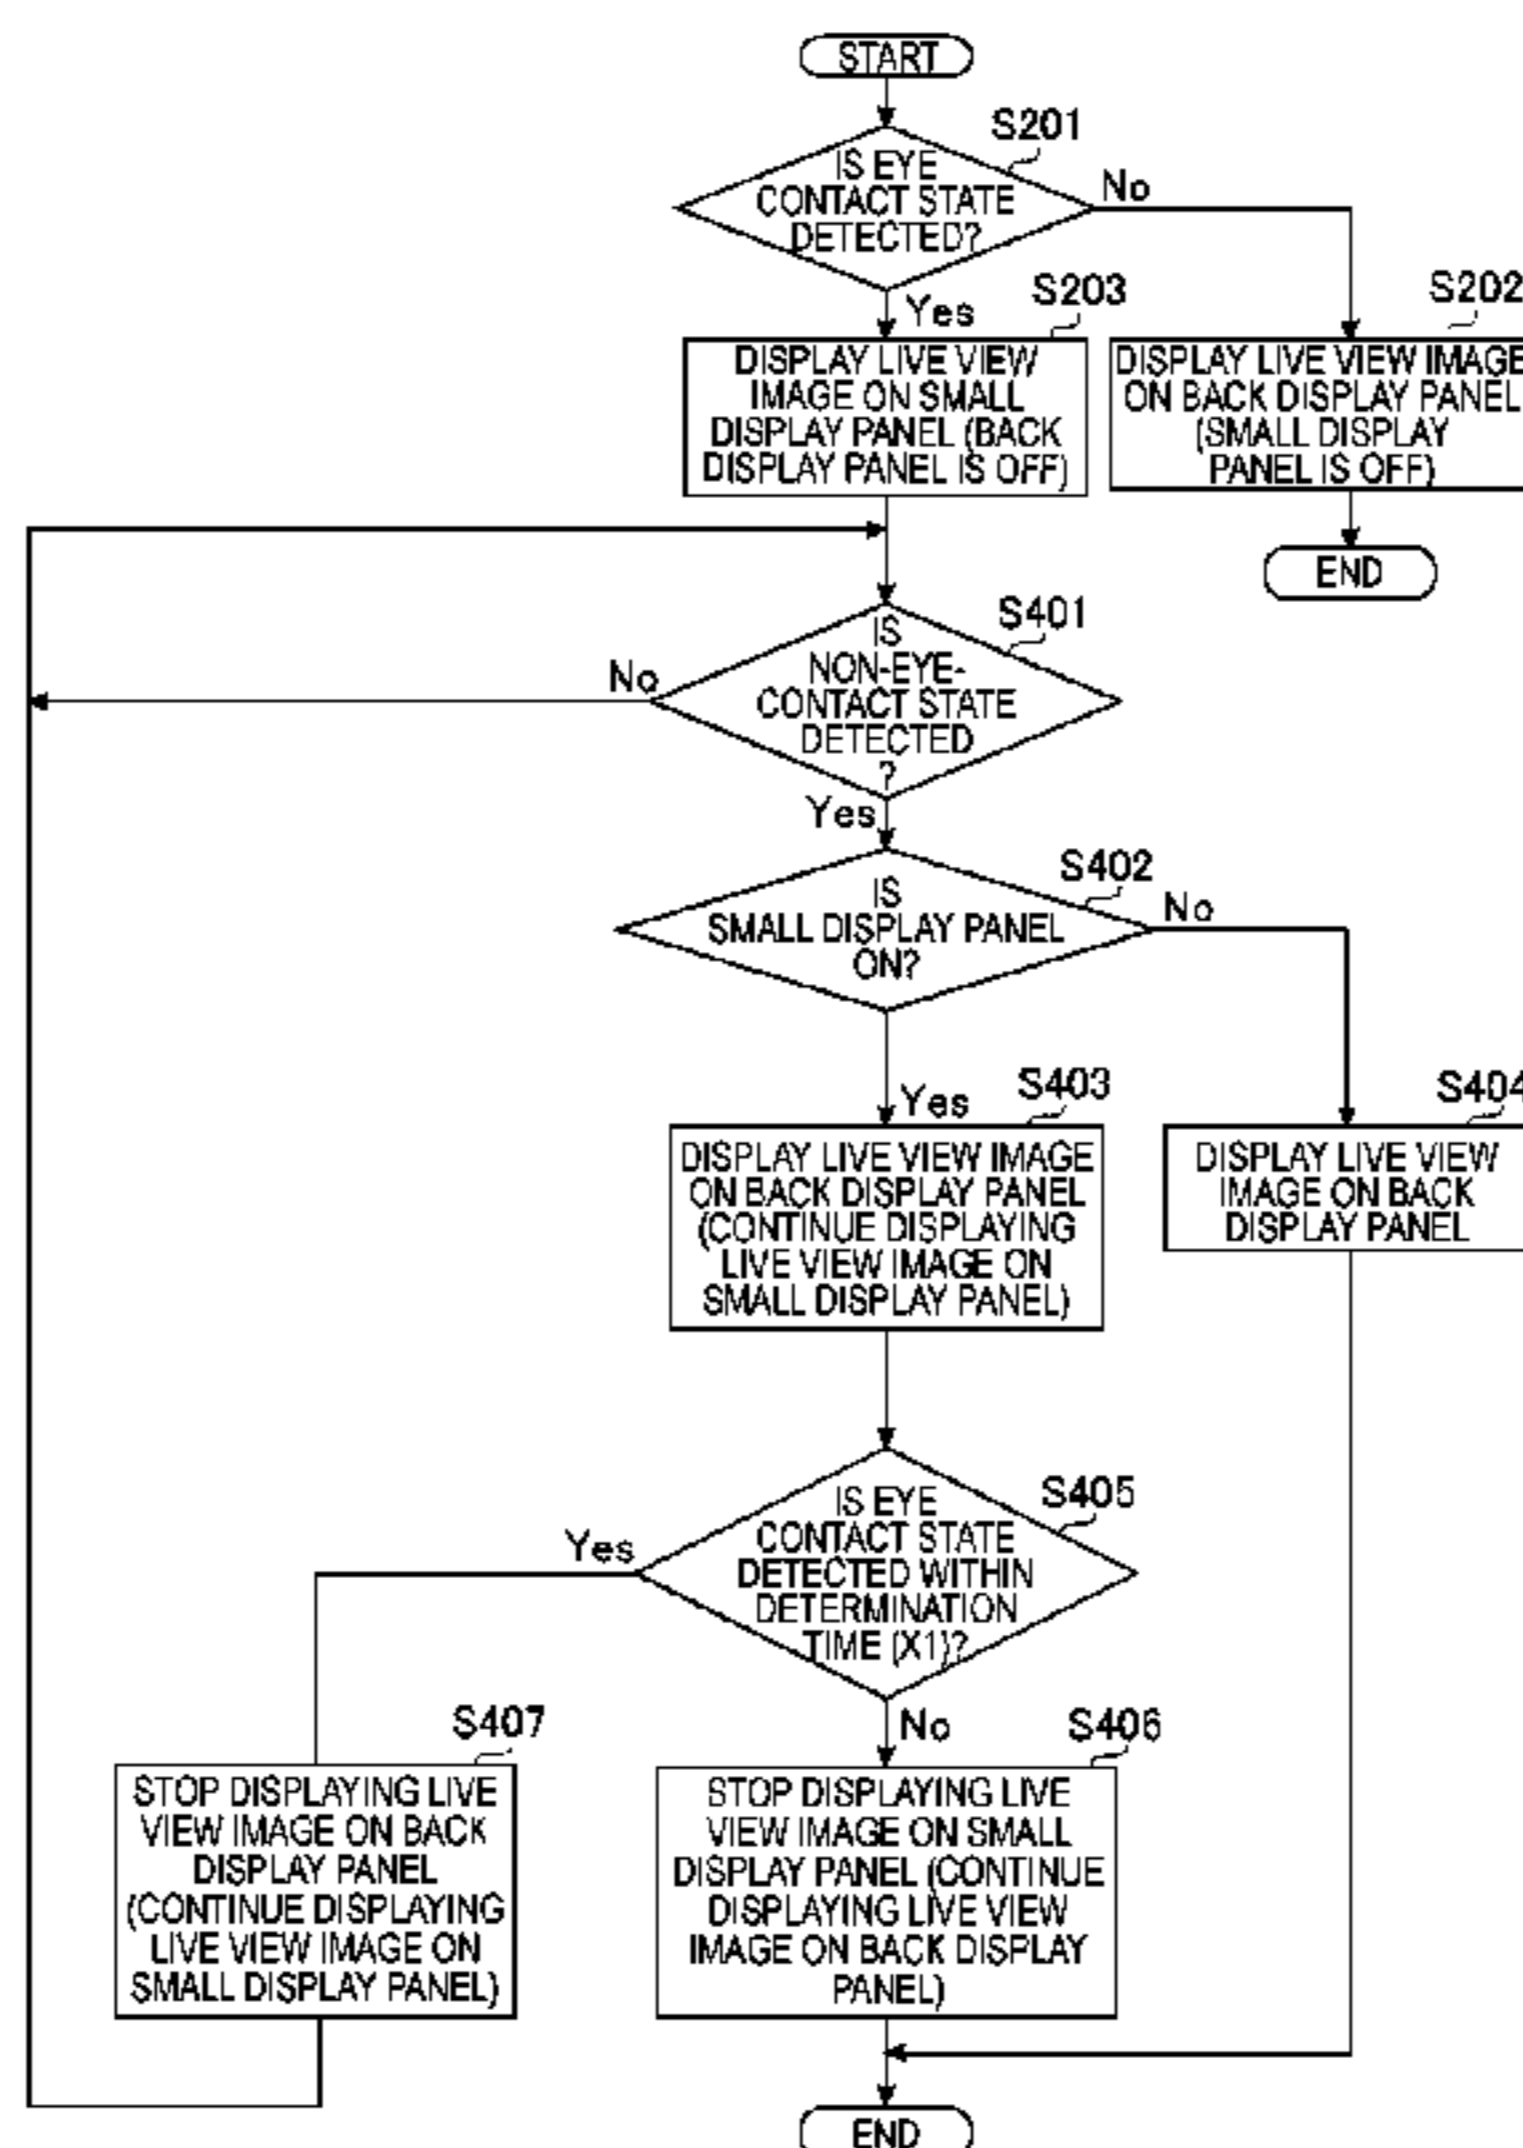 START
S201
IS EYE
CONTACT STATE
DETECTED?
No
Yes
S203
DISPLAY LIVE VIEW
IMAGE ON SMALL
DISPLAY PANEL (BACK
DISPLAY PANEL IS OFF)
S202
DISPLAY LIVE VIEW IMAGE
ON BACK DISPLAY PANEL
(SMALL DISPLAY
PANEL IS OFF)
END
S401
IS
NON-EYE-
CONTACT STATE
DETECTED
?
No
Yes
S402
IS
SMALL DISPLAY PANEL
ON?
No
Yes
S403
DISPLAY LIVE VIEW IMAGE
ON BACK DISPLAY PANEL
(CONTINUE DISPLAYING
LIVE VIEW IMAGE ON
SMALL DISPLAY PANEL)
S404
DISPLAY LIVE VIEW
IMAGE ON BACK
DISPLAY PANEL
S405
IS EYE
CONTACT STATE
DETECTED WITHIN
DETERMINATION
TIME (X1)?
Yes
No
S407
STOP DISPLAYING LIVE
VIEW IMAGE ON BACK
DISPLAY PANEL
(CONTINUE DISPLAYING
LIVE VIEW IMAGE ON
SMALL DISPLAY PANEL)
S406
STOP DISPLAYING LIVE
VIEW IMAGE ON SMALL
DISPLAY PANEL (CONTINUE
DISPLAYING LIVE VIEW
IMAGE ON BACK DISPLAY
PANEL)
END